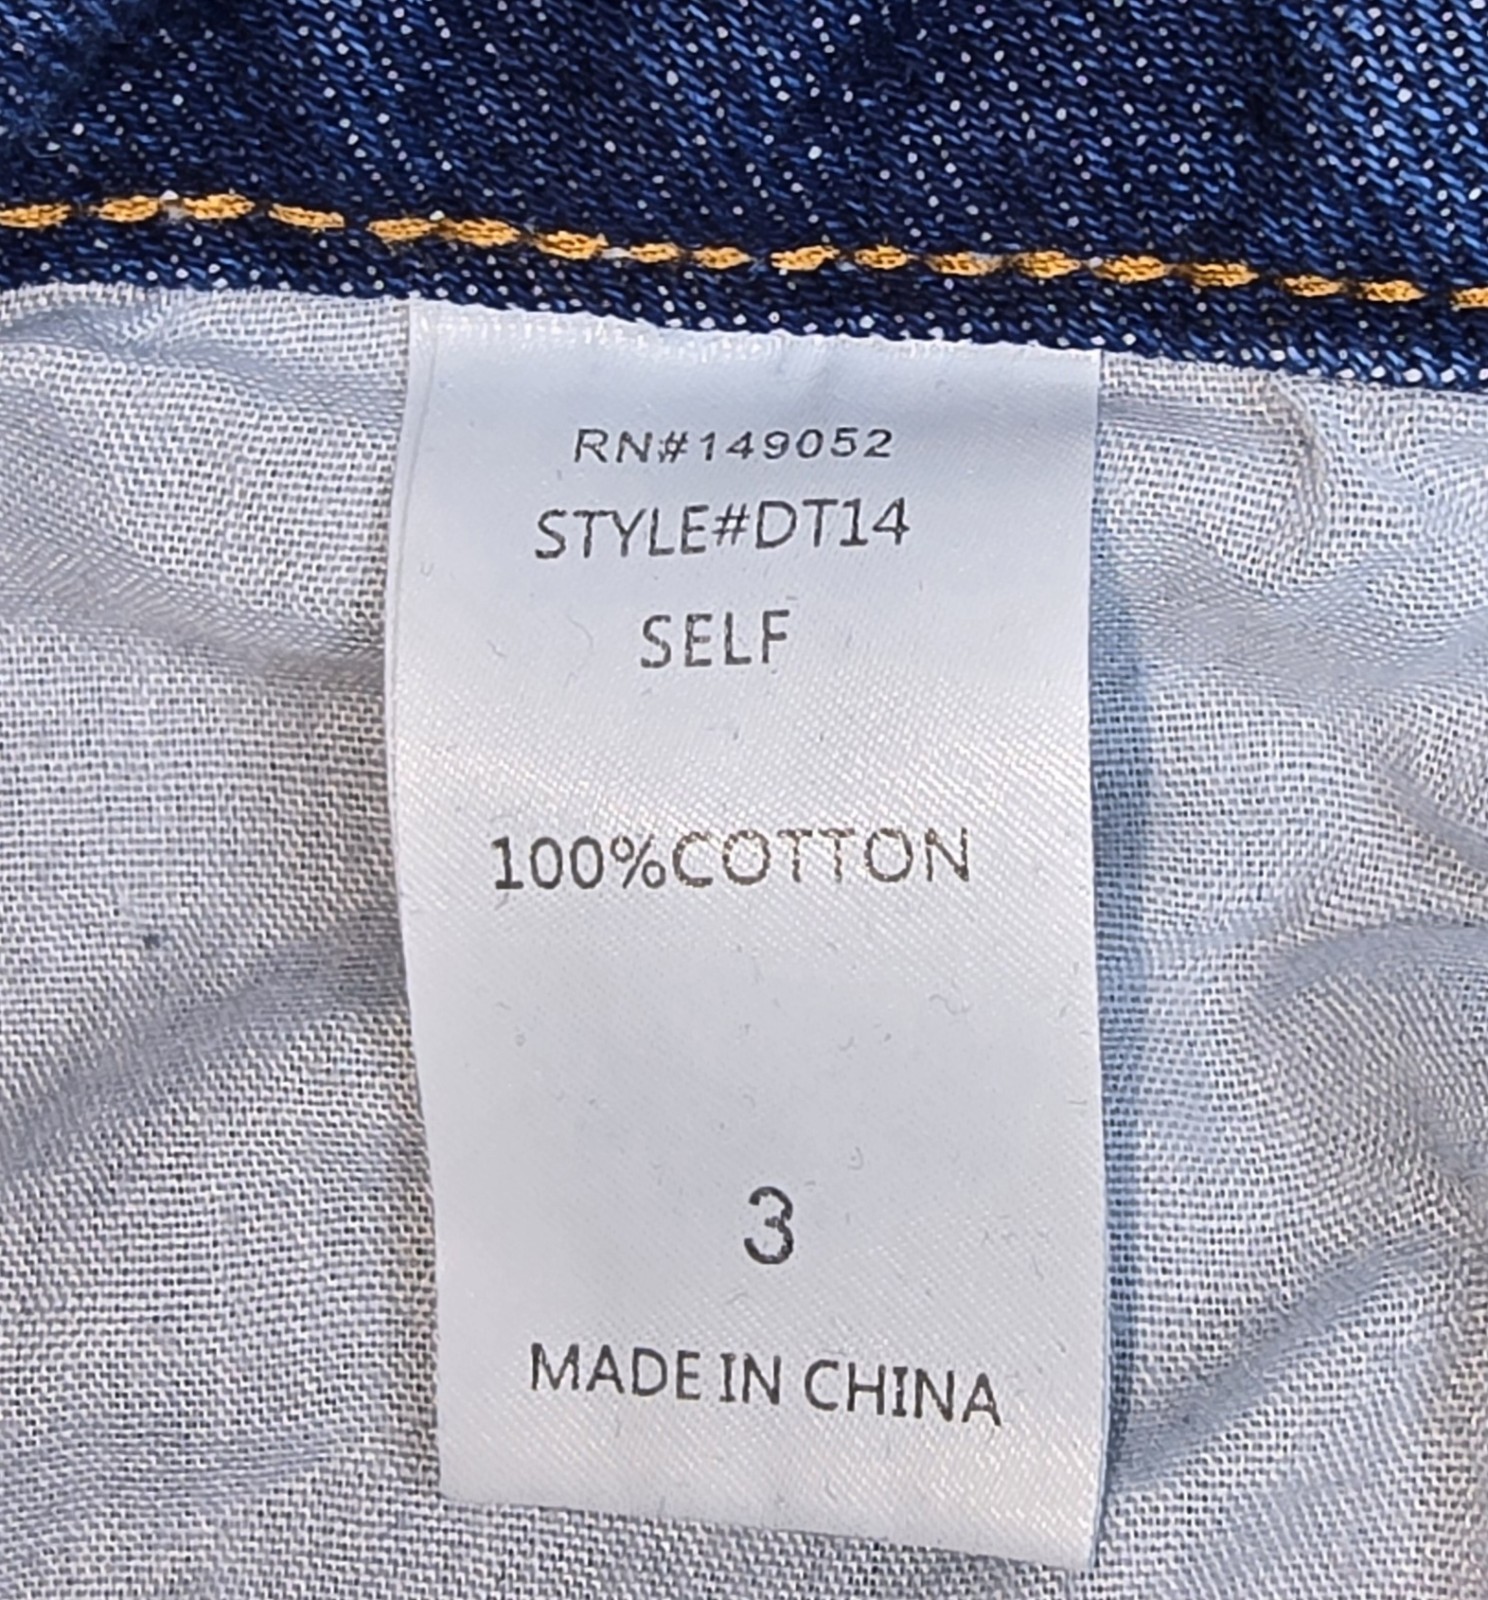 RN#149052
STYLE#DT14
SELF
100%COTTON
3
MADE IN CHINA